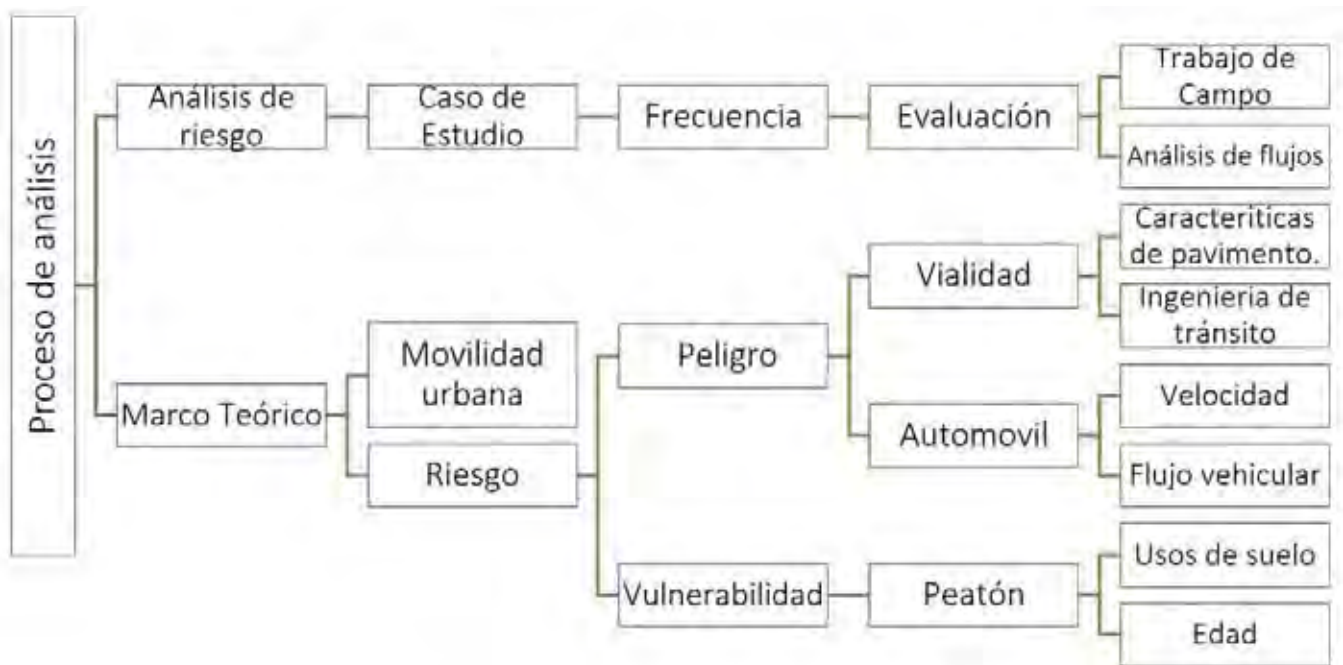 Proceso de análisis
Análisis de
riesgo
Caso de
Estudio
Frecuencia
Evaluación
Trabajo de
Campo
Análisis de flujos
Marco Teórico
Movilidad
urbana
Riesgo
Peligro
Vialidad
Caracteríticas
de pavimento.
Ingenieria de
tránsito
Automovil
Velocidad
Flujo vehicular
Vulnerabilidad
Peatón
Usos de suelo
Edad